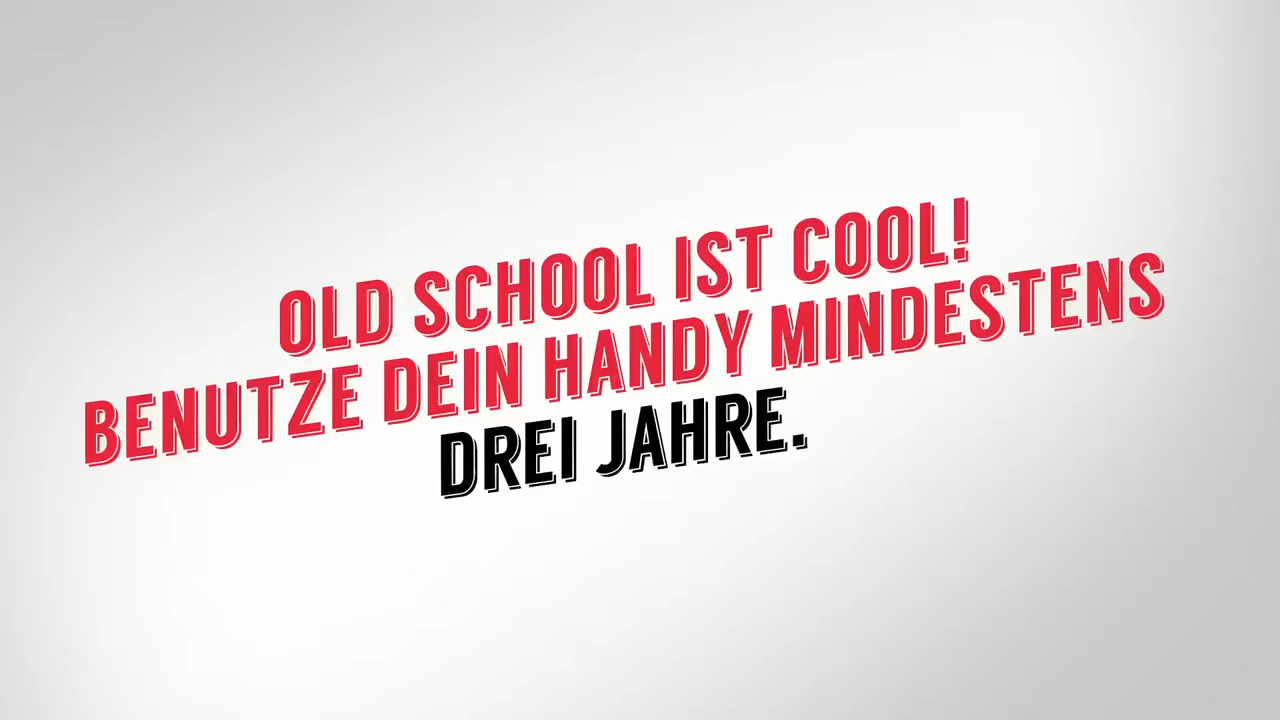 OLD SCHOOL IST COOL!
BENUTZE DEIN HANDY MINDESTENS
DREI JAHRE.